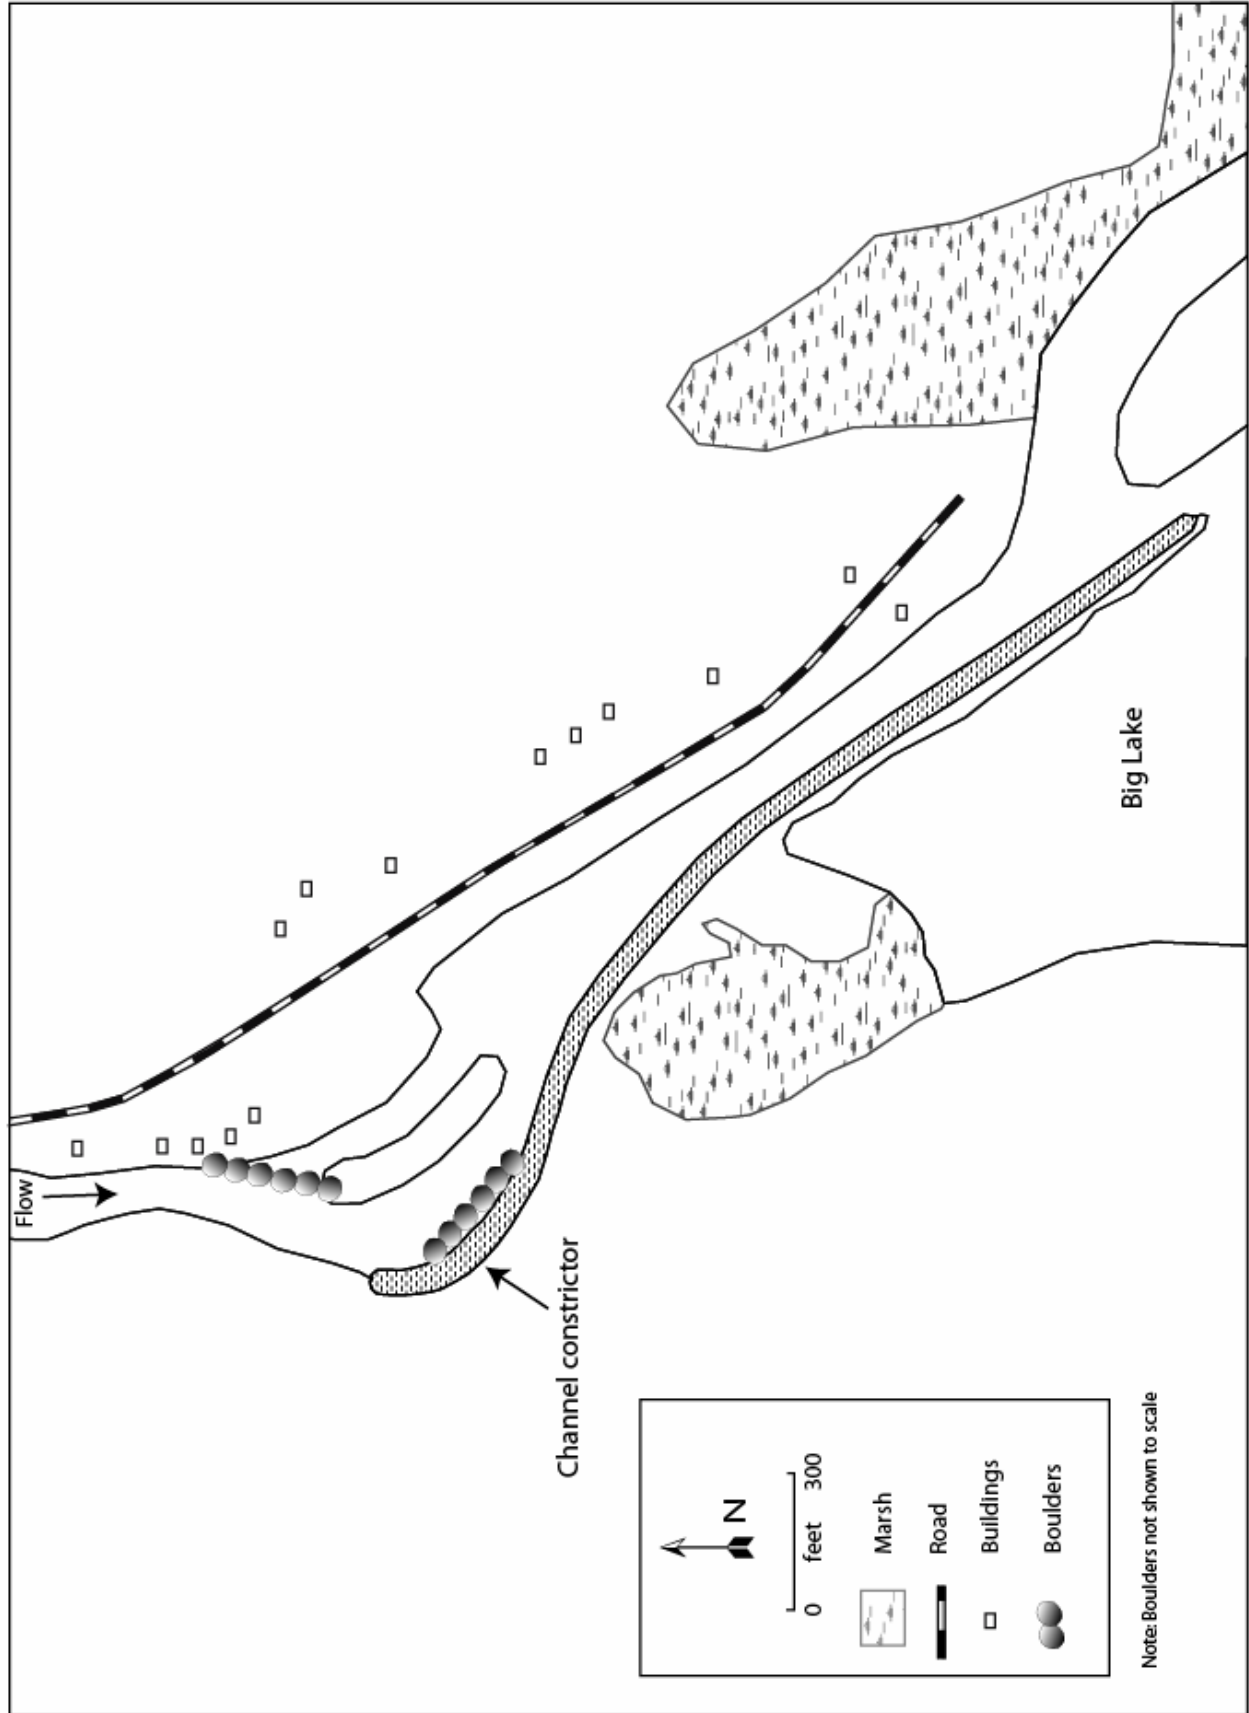 Flow
Channel constrictor
Big Lake
N
0 feet 300
Marsh
Road
Buildings
Boulders
Note: Boulders not shown to scale